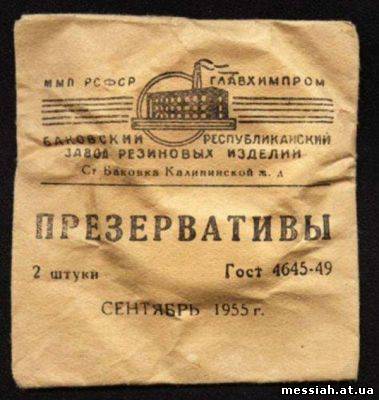 ММП РСФСР ГЛАВХИМПРОМ
БАКОВСКИЙ РЕСПУБЛИКАНСКИЙ
ЗАВОД РЕЗИНОВЫХ ИЗДЕЛИЙ
Ст Баковка Калининской ж. д
ПРЕЗЕРВАТИВЫ
2 штуки Гост 4645-49
СЕНТЯБРЬ 1955 г.
messiah.at.ua